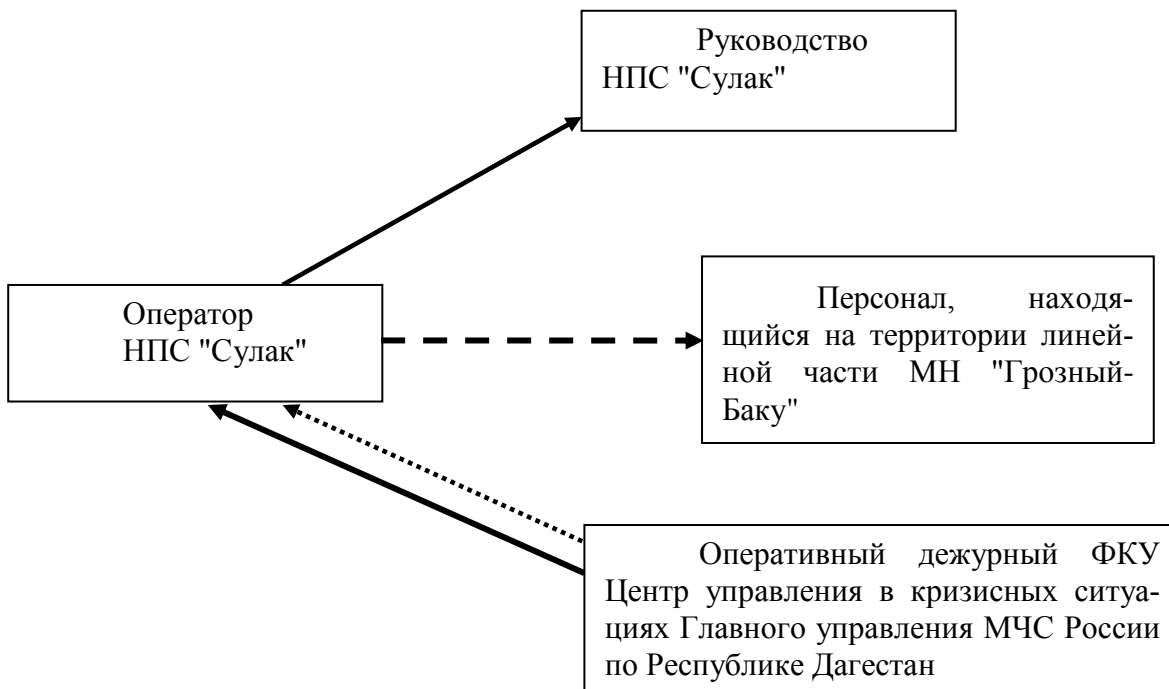 Руководство
НПС "Сулак"
Оператор
НПС "Сулак"
Персонал, находя-
щийся на территории линей-
ной части МН "Грозный-
Баку"
Оперативный дежурный ФКУ
Центр управления в кризисных ситуа-
циях Главного управления МЧС России
по Республике Дагестан